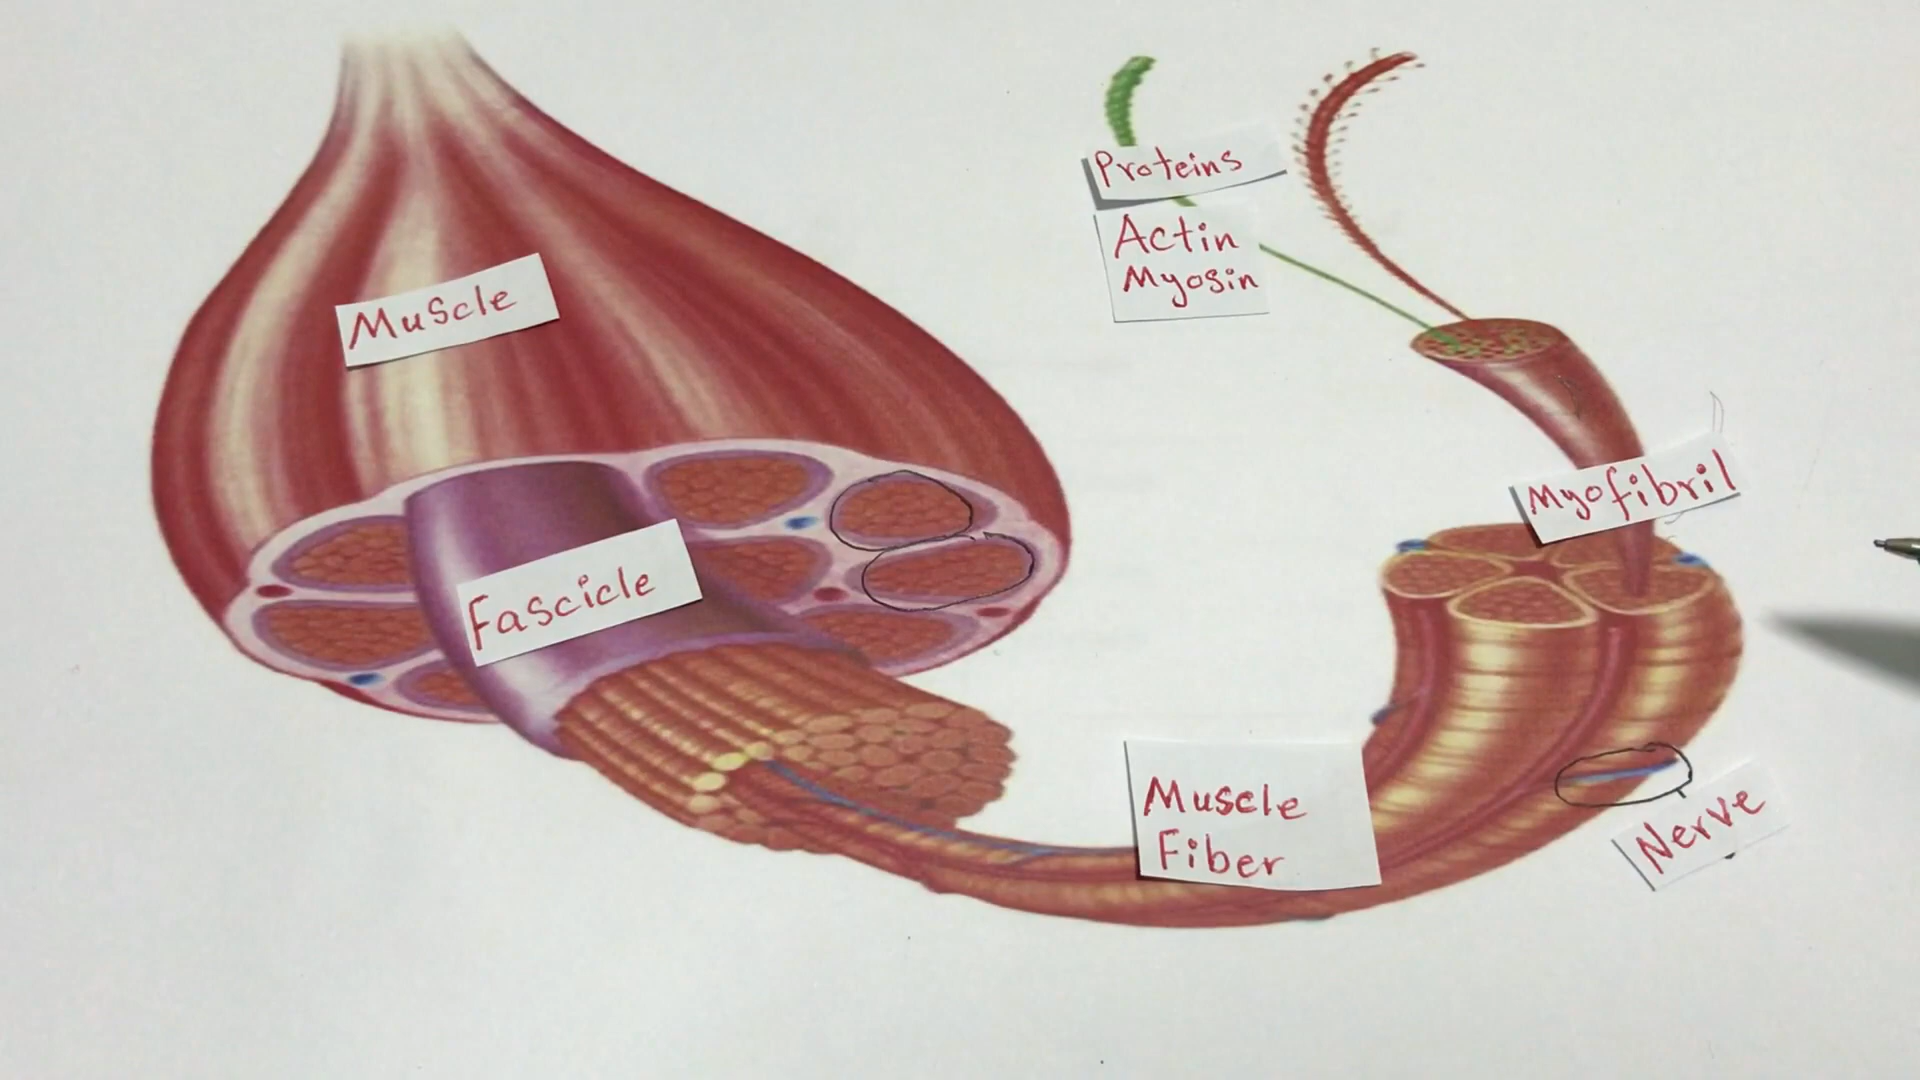 Proteins
Actin
Myosin
Muscle
Myofibril
Fascicle
Muscle
Fiber
Nerve